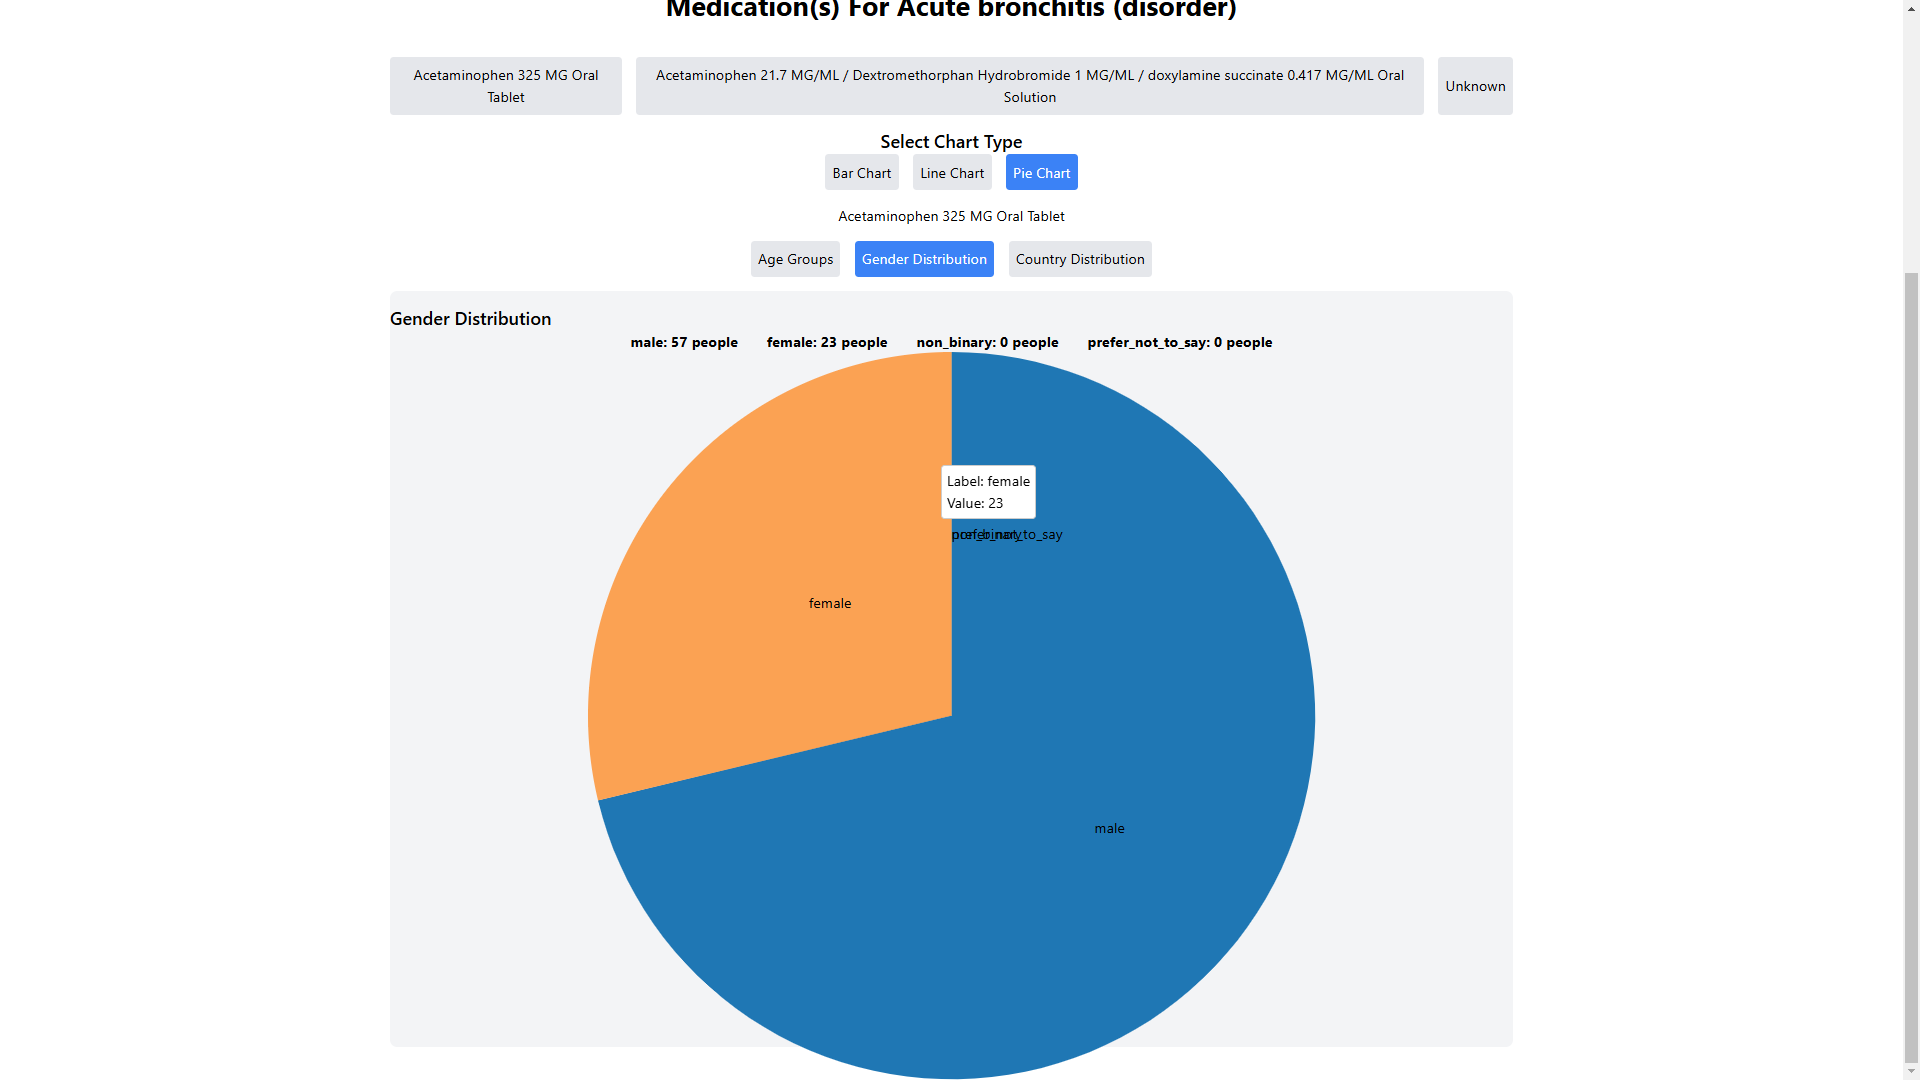 Medication(s) For Acute bronchitis (disorder)
Acetaminophen 325 MG Oral
Tablet
Acetaminophen 21.7 MG/ML / Dextromethorphan Hydrobromide 1 MG/ML / doxylamine succinate 0.417 MG/ML Oral
Solution
Unknown
Select Chart Type
Bar Chart
Line Chart
Pie Chart
Acetaminophen 325 MG Oral Tablet
Age Groups
Gender Distribution
Country Distribution
Gender Distribution
male: 57 people
female: 23 people
non_binary: 0 people
prefer_not_to_say: 0 people
Label: female
Value: 23
non_binary
prefer_not_to_say
female
male